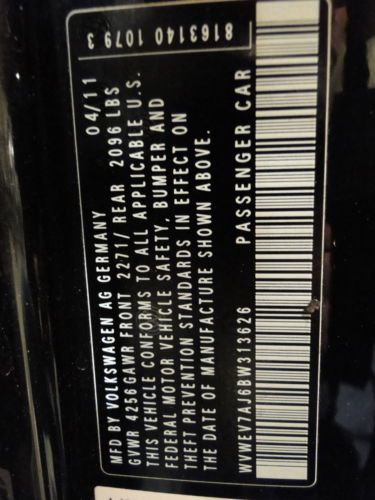 MFD BY VOLKSWAGEN AG GERMANY 04/11
GVWR 4256 GAWR FRONT 2271/ REAR 2096 LBS
THIS VEHICLE CONFORMS TO ALL APPLICABLE U.S.
FEDERAL MOTOR VEHICLE SAFETY, BUMPER AND
THEFT PREVENTION STANDARDS IN EFFECT ON
THE DATE OF MANUFACTURE SHOWN ABOVE.
WVWEV7AJ6BW313626 PASSENGER CAR
8163140 1079 3